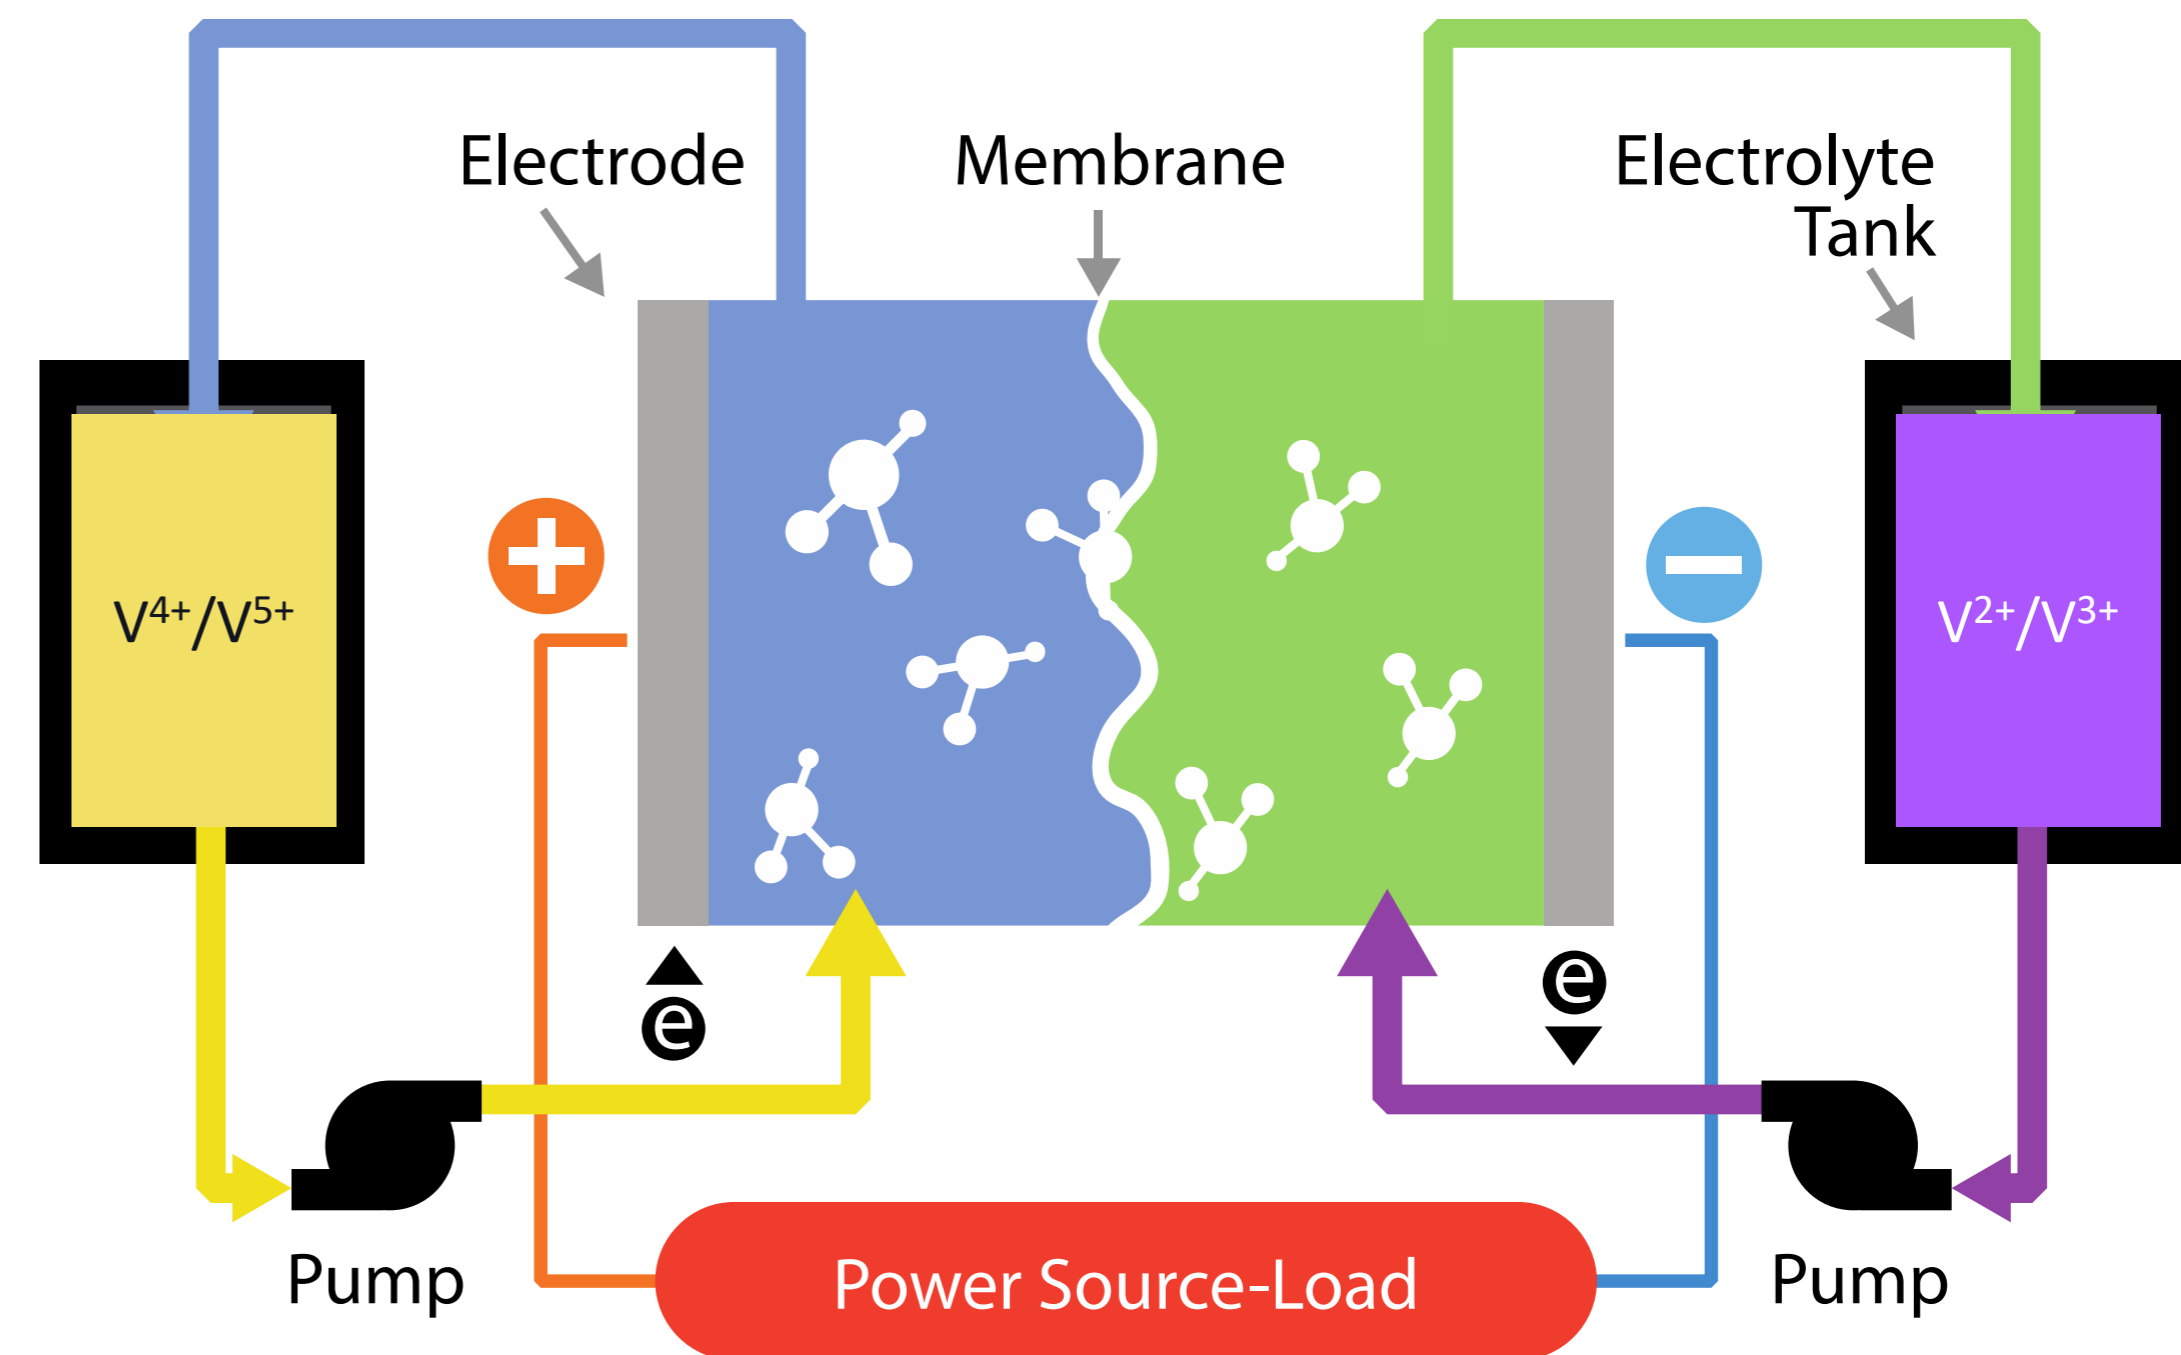 Electrode
Membrane
Electrolyte
Tank
V⁴⁺/V⁵⁺
V²⁺/V³⁺
e
e
Pump
Power Source-Load
Pump